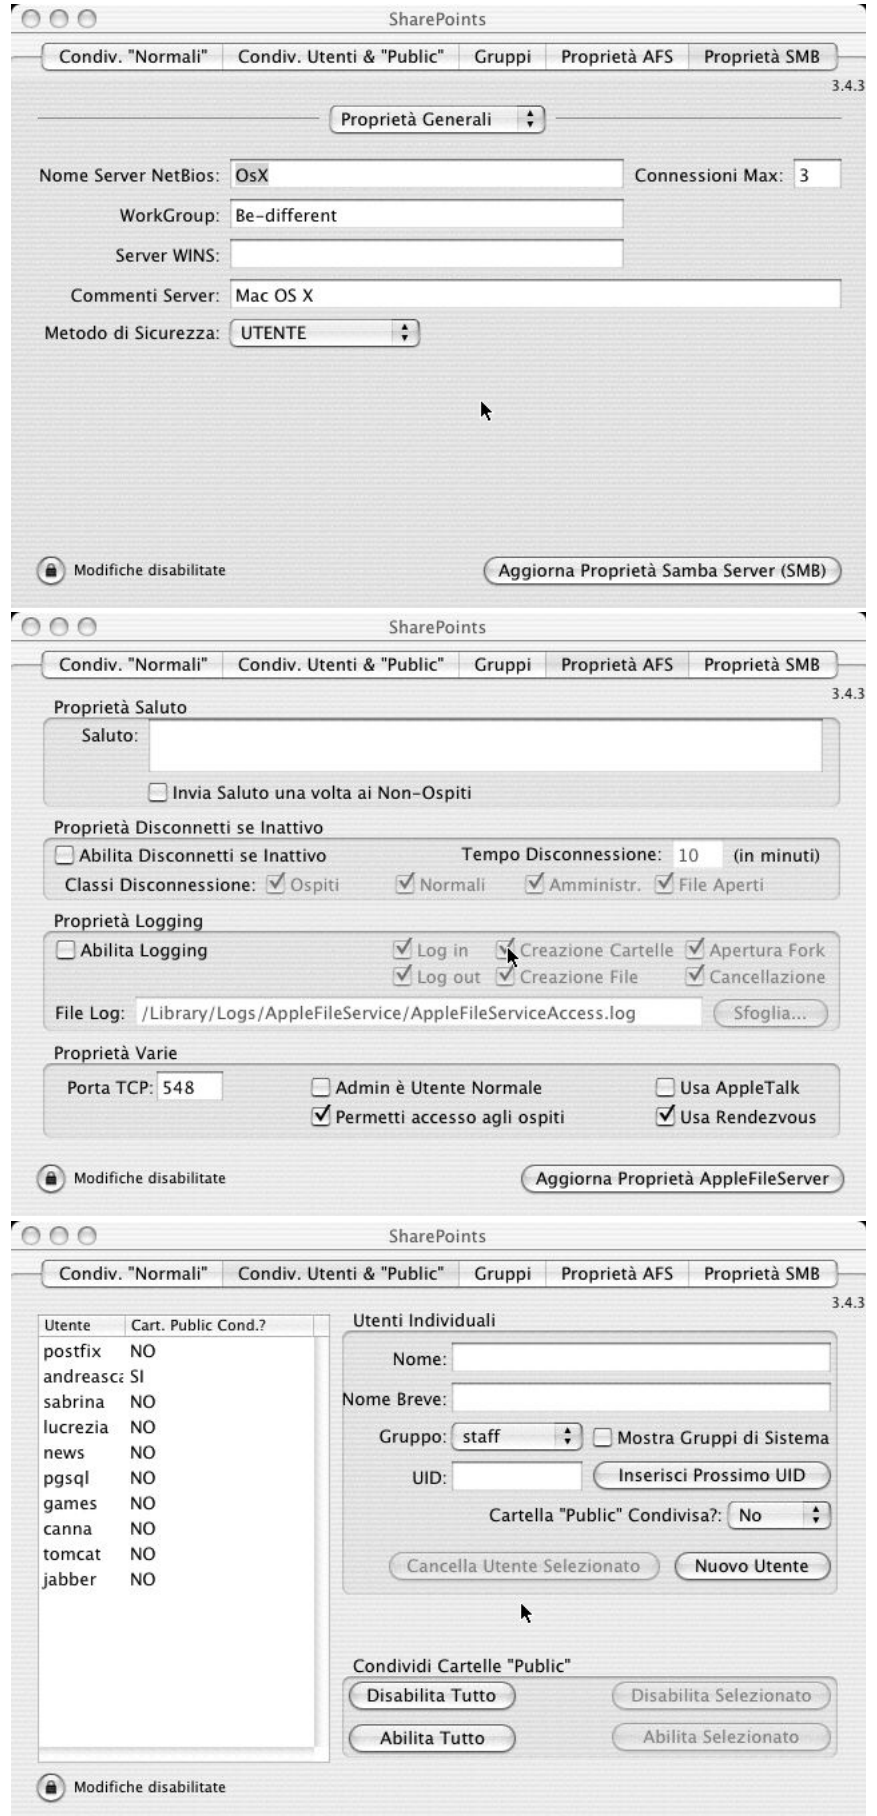 SharePoints
Condiv. "Normali" Condiv. Utenti & "Public" Gruppi Proprietà AFS Proprietà SMB
3.4.3
Proprietà Generali
Nome Server NetBios: OsX Connessioni Max: 3
WorkGroup: Be-different
Server WINS:
Commenti Server: Mac OS X
Metodo di Sicurezza: UTENTE
Modifiche disabilitate Aggiorna Proprietà Samba Server (SMB)
SharePoints
Condiv. "Normali" Condiv. Utenti & "Public" Gruppi Proprietà AFS Proprietà SMB
3.4.3
Proprietà Saluto
Saluto:
Invia Saluto una volta ai Non-Ospiti
Proprietà Disconnetti se Inattivo
Abilita Disconnetti se Inattivo Tempo Disconnessione: 10 (in minuti)
Classi Disconnessione: Ospiti Normali Amministr. File Aperti
Proprietà Logging
Abilita Logging Log in Creazione Cartelle Apertura Fork
Log out Creazione File Cancellazione
File Log: /Library/Logs/AppleFileService/AppleFileServiceAccess.log Sfoglia...
Proprietà Varie
Porta TCP: 548 Admin è Utente Normale Usa AppleTalk
Permetti accesso agli ospiti Usa Rendezvous
Modifiche disabilitate Aggiorna Proprietà AppleFileServer
SharePoints
Condiv. "Normali" Condiv. Utenti & "Public" Gruppi Proprietà AFS Proprietà SMB
3.4.3
Utente Cart. Public Cond.?
postfix NO
andreasca SI
sabrina NO
lucrezia NO
news NO
pgsql NO
games NO
canna NO
tomcat NO
jabber NO
Utenti Individuali
Nome:
Nome Breve:
Gruppo: staff Mostra Gruppi di Sistema
UID: Inserisci Prossimo UID
Cartella "Public" Condivisa?: No
Cancella Utente Selezionato Nuovo Utente
Condividi Cartelle "Public"
Disabilita Tutto Disabilita Selezionato
Abilita Tutto Abilita Selezionato
Modifiche disabilitate